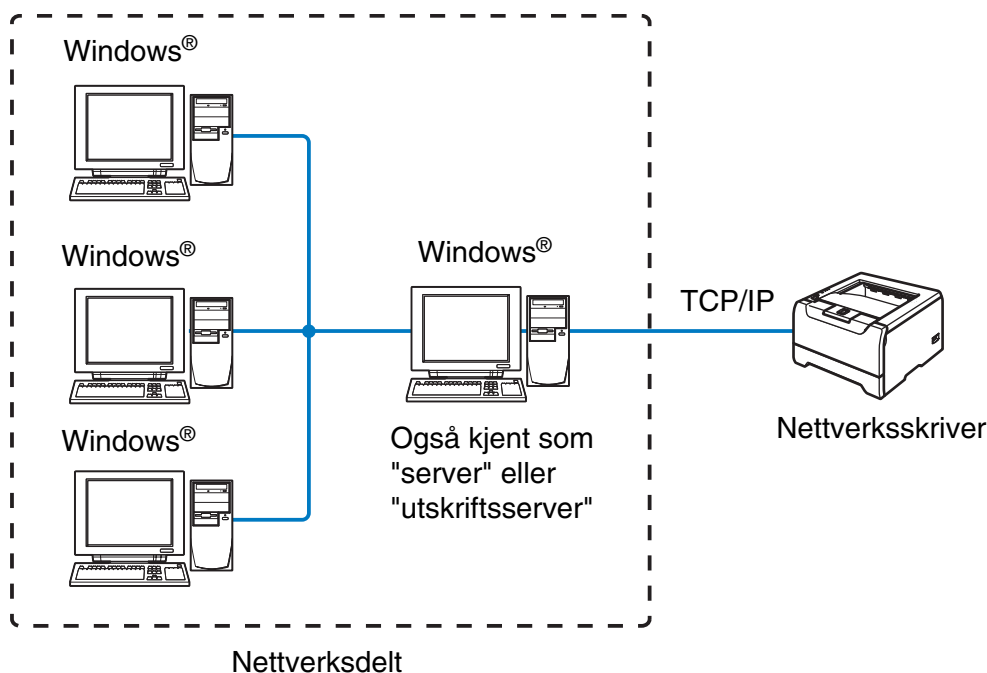 Windows®
Windows®
Windows®
TCP/IP
Nettverksskriver
Windows®
Også kjent som
"server" eller
"utskriftsserver"
Nettverksdelt